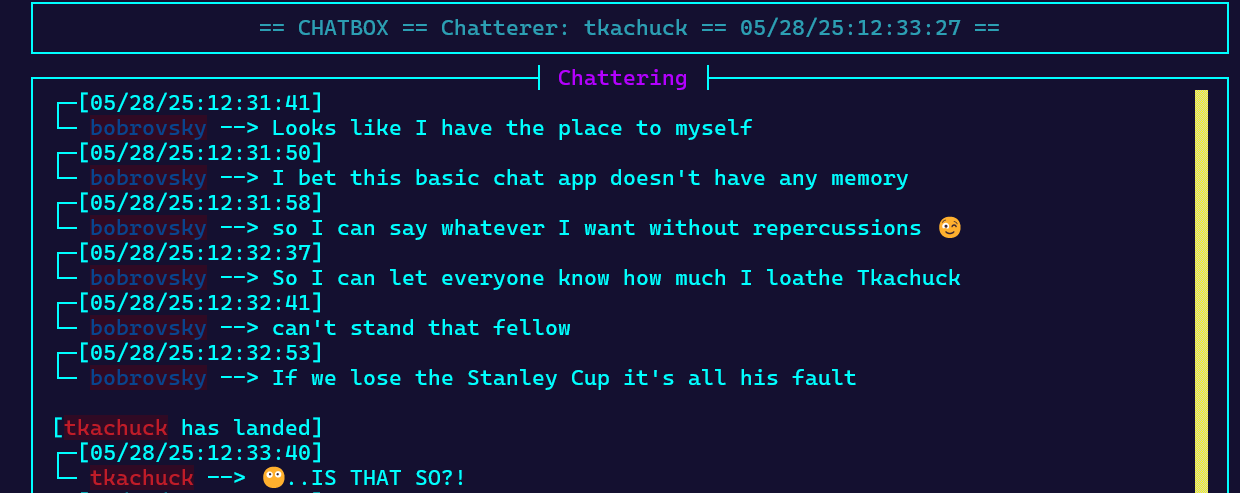 == CHATBOX == Chatterer: tkachuck == 05/28/25:12:33:27 ==
Chattering
[05/28/25:12:31:41]
bobrovsky --> Looks like I have the place to myself
[05/28/25:12:31:50]
bobrovsky --> I bet this basic chat app doesn't have any memory
[05/28/25:12:31:58]
bobrovsky --> so I can say whatever I want without repercussions 😉
[05/28/25:12:32:37]
bobrovsky --> So I can let everyone know how much I loathe Tkachuck
[05/28/25:12:32:41]
bobrovsky --> can't stand that fellow
[05/28/25:12:32:53]
bobrovsky --> If we lose the Stanley Cup it's all his fault
[tkachuck has landed]
[05/28/25:12:33:40]
tkachuck --> 🙄..IS THAT SO?!